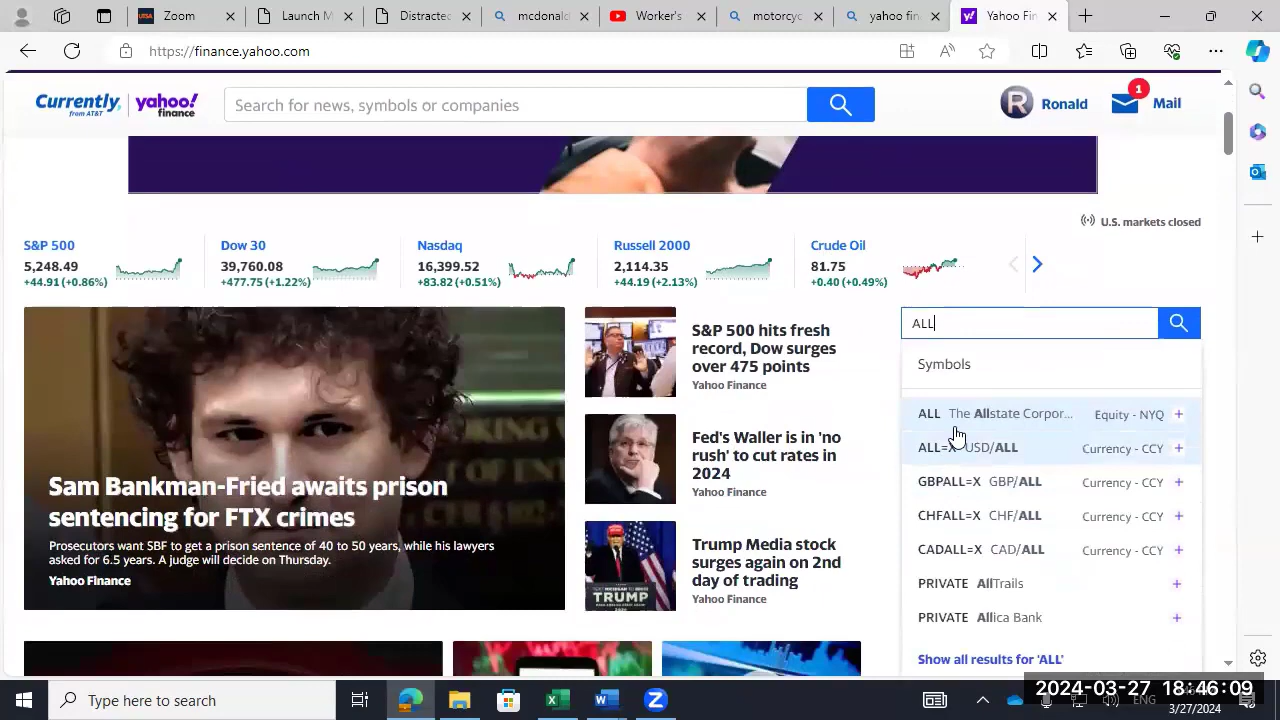 UTSA Zoom
Launch M
Distracted
mcdonald
Worker's
motorcyc
yahoo fin
Yahoo Fin
https://finance.yahoo.com
Currently, yahoo!
from AT&T finance
Search for news, symbols or companies
R Ronald
1 Mail
U.S. markets closed
S&P 500
5,248.49
+44.91 (+0.86%)
Dow 30
39,760.08
+477.75 (+1.22%)
Nasdaq
16,399.52
+83.82 (+0.51%)
Russell 2000
2,114.35
+44.19 (+2.13%)
Crude Oil
81.75
+0.40 (+0.49%)
Sam Bankman-Fried awaits prison
sentencing for FTX crimes
Prosecutors want SBF to get a prison sentence of 40 to 50 years, while his lawyers
asked for 6.5 years. A judge will decide on Thursday.
Yahoo Finance
S&P 500 hits fresh
record, Dow surges
over 475 points
Yahoo Finance
Fed's Waller is in 'no
rush' to cut rates in
2024
Yahoo Finance
TRUMP
Trump Media stock
surges again on 2nd
day of trading
Yahoo Finance
ALL
Symbols
ALL The Allstate Corpor... Equity - NYQ +
ALL=X USD/ALL Currency - CCY +
GBPALL=X GBP/ALL Currency - CCY +
CHFALL=X CHF/ALL Currency - CCY +
CADALL=X CAD/ALL Currency - CCY +
PRIVATE AllTrails +
PRIVATE Allica Bank +
Show all results for 'ALL'
Type here to search
ENG
2024-03-27 18:46:09
3/27/2024